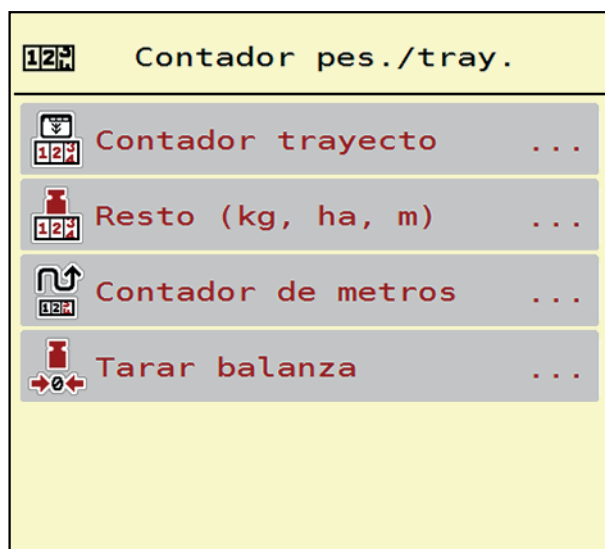 Contador pes./tray.
Contador trayecto ...
Resto (kg, ha, m) ...
Contador de metros ...
Tarar balanza ...